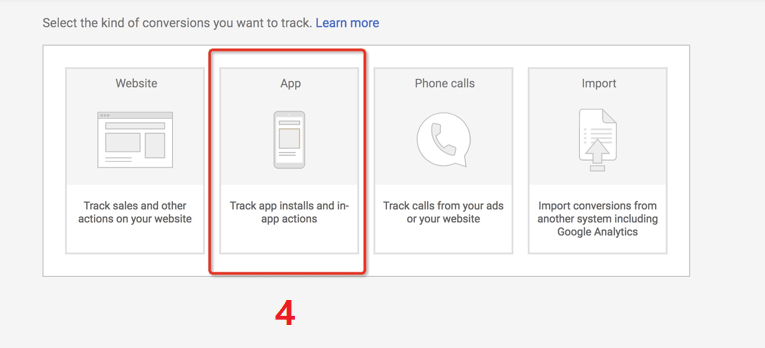 Select the kind of conversions you want to track. Learn more
Website
App
Phone calls
Import
Track sales and other
actions on your website
Track app installs and in-
app actions
Track calls from your ads
or your website
Import conversions from
another system including
Google Analytics
4